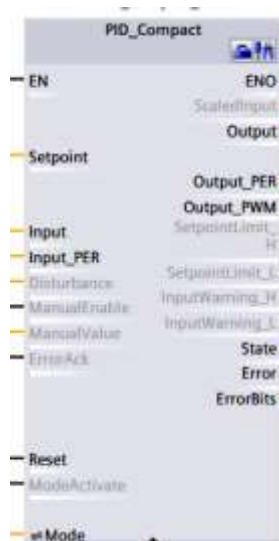 PID_Compact
EN
ENO
ScaledInput
Output
Setpoint
Output_PER
Output_PWM
Input
SetpointLimit_
H
Input_PER
Disturbance
SetpointLimit_L
ManualEnable
InputWarning_H
ManualValue
InputWarning_L
ErrorAck
State
Error
ErrorBits
Reset
ModeActivate
Mode